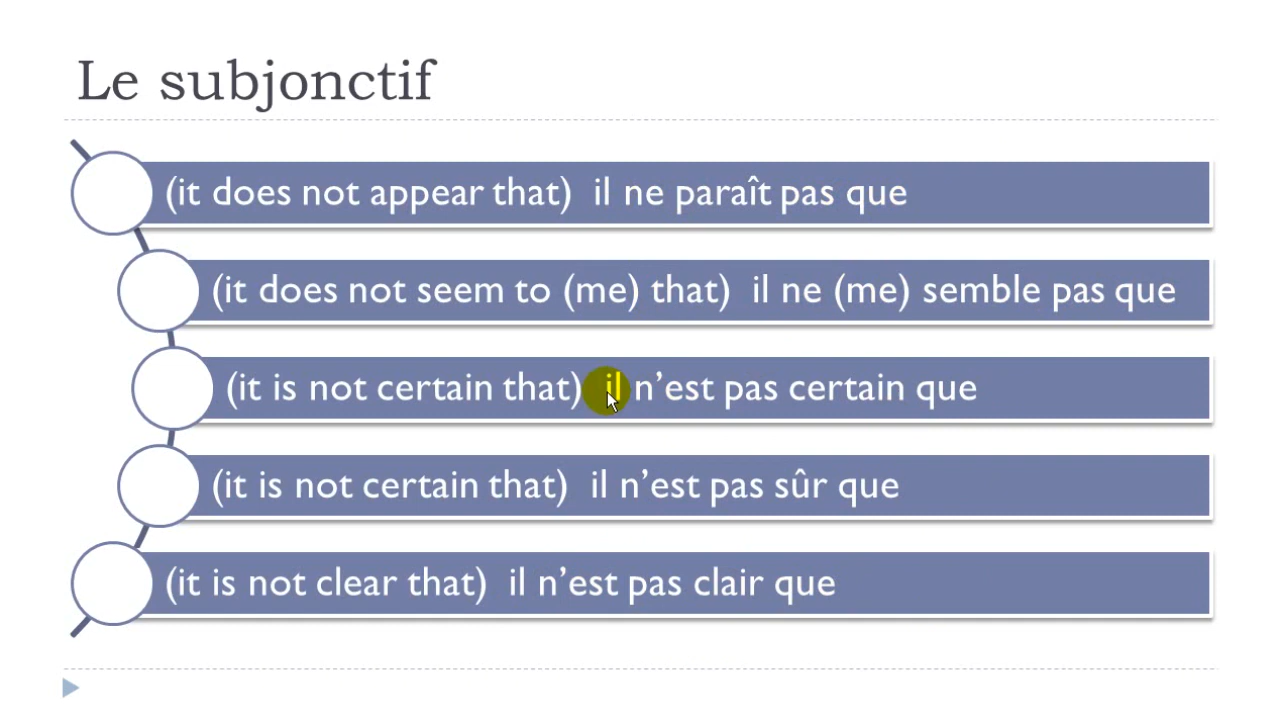 Le subjonctif
(it does not appear that) il ne paraît pas que
(it does not seem to (me) that) il ne (me) semble pas que
(it is not certain that) il n’est pas certain que
(it is not certain that) il n’est pas sûr que
(it is not clear that) il n’est pas clair que